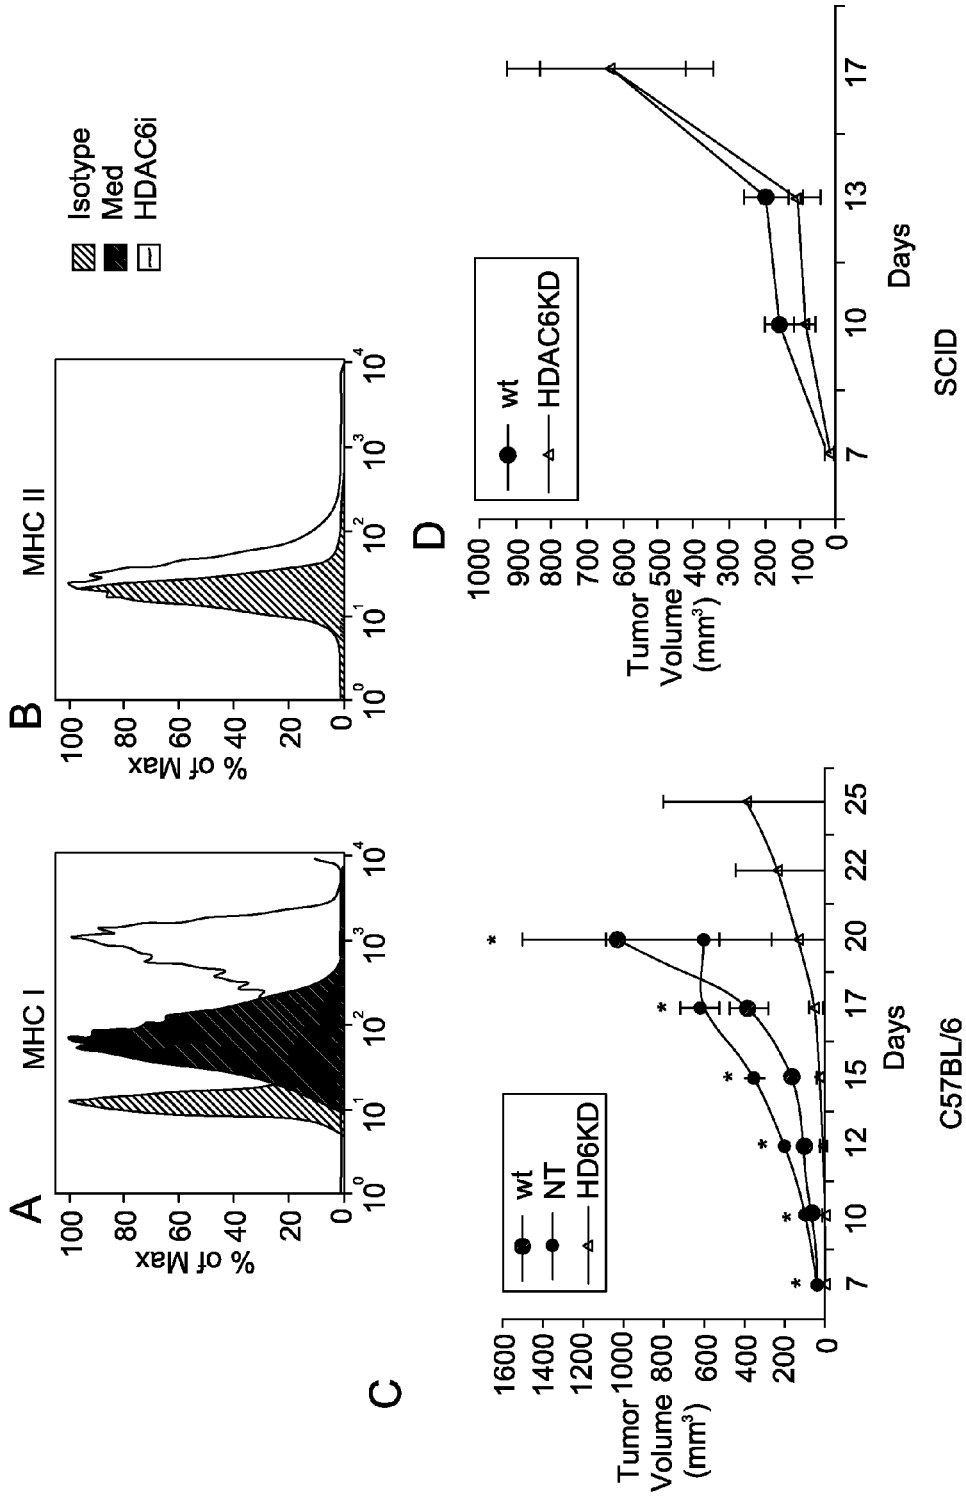 A
MHC I
% of Max
100
80
60
40
20
0
10^0
10^1
10^2
10^3
10^4
B
MHC II
% of Max
100
80
60
40
20
0
10^0
10^1
10^2
10^3
10^4
Isotype
Med
HDAC6i
C
wt
NT
HD6KD
Tumor
Volume
(mm³)
1600
1400
1200
1000
800
600
400
200
0
*
*
*
*
*
*
7
10
12
15
17
20
22
25
Days
C57BL/6
D
wt
HDAC6KD
Tumor
Volume
(mm³)
1000
900
800
700
600
500
400
300
200
100
0
7
10
13
17
Days
SCID